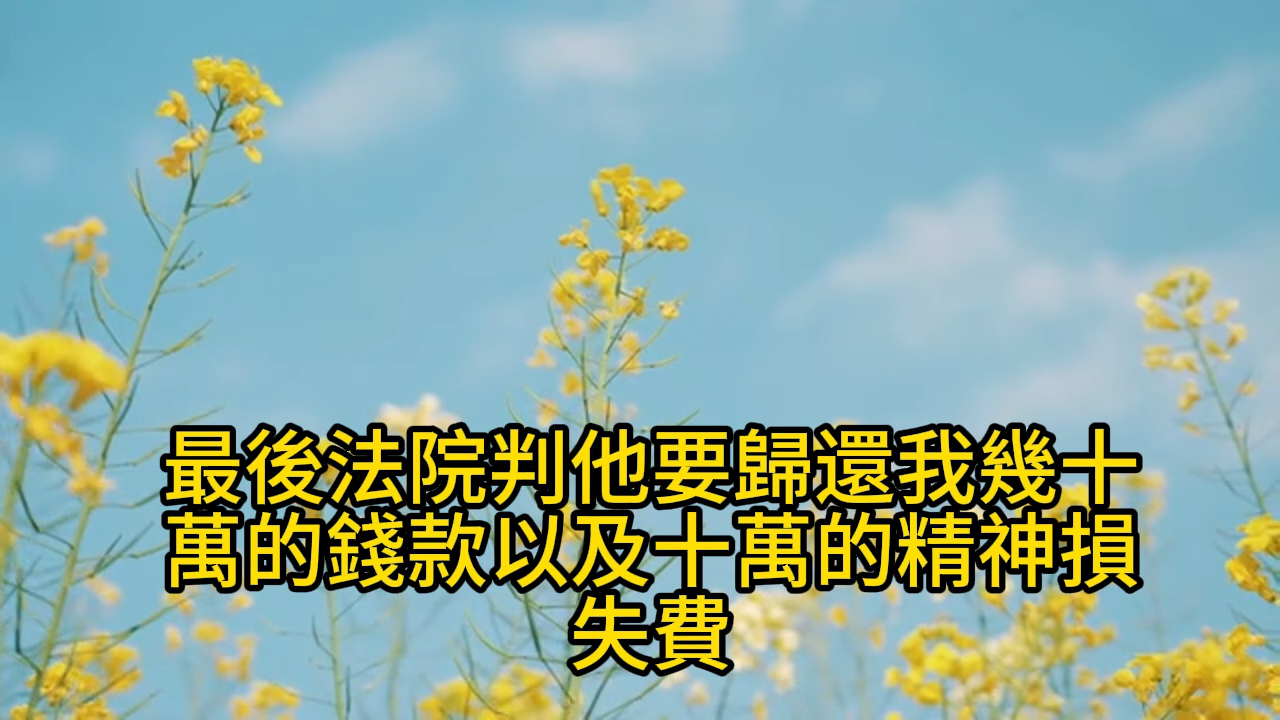 最後法院判他要歸還我幾十
萬的錢款以及十萬的精神損
失費